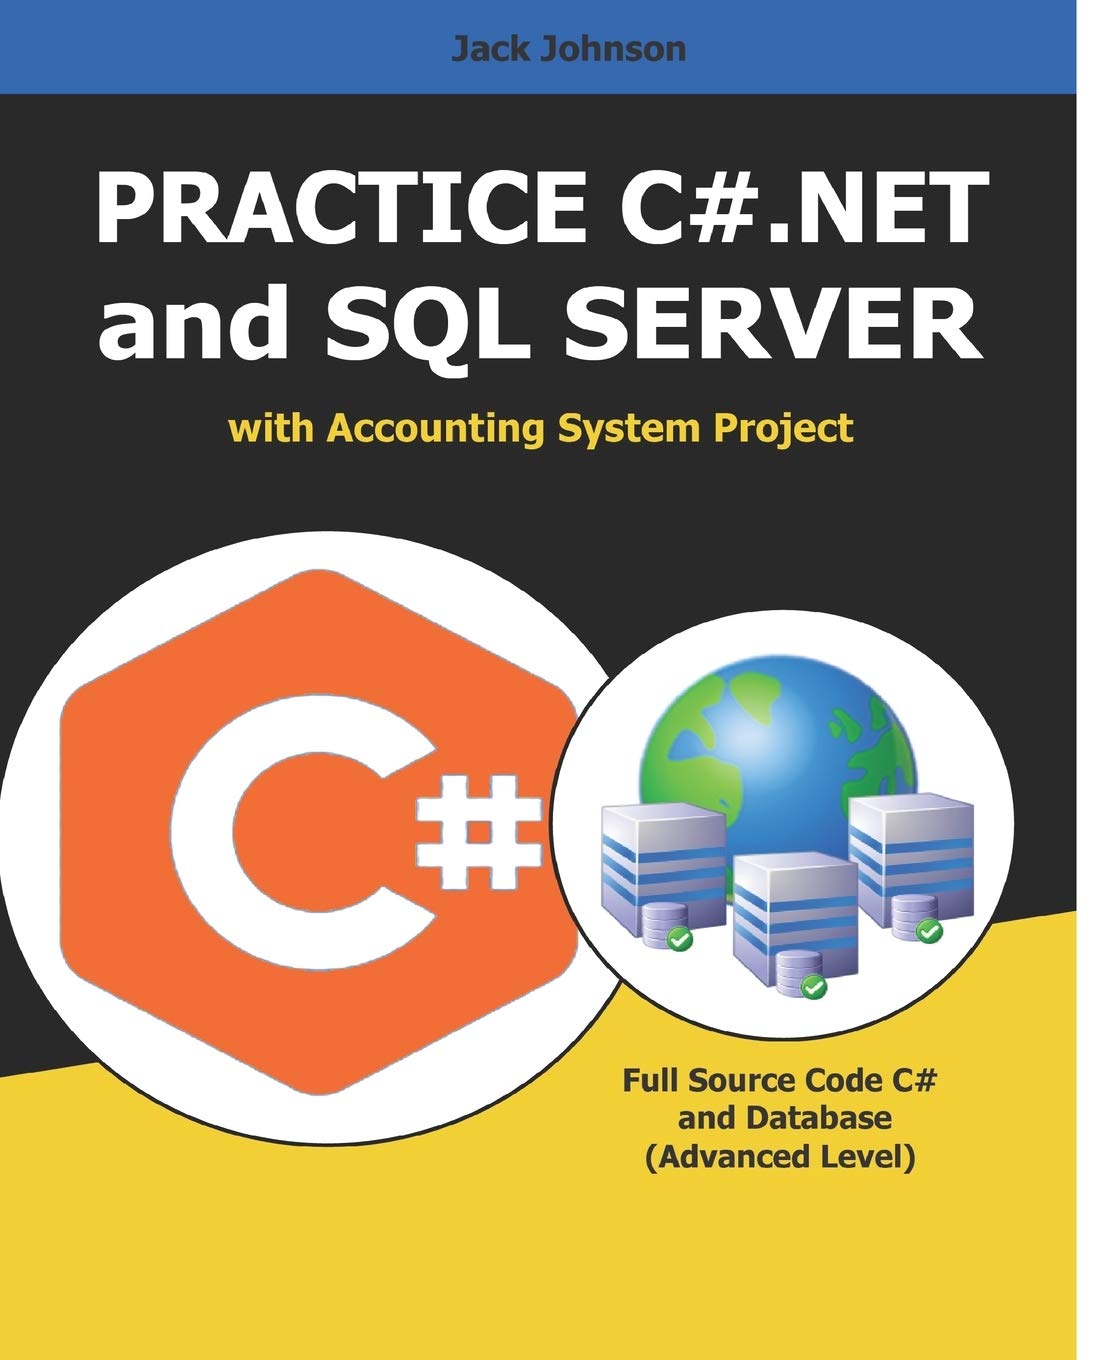 Jack Johnson
PRACTICE C#.NET
and SQL SERVER
with Accounting System Project
C#
Full Source Code C#
and Database
(Advanced Level)